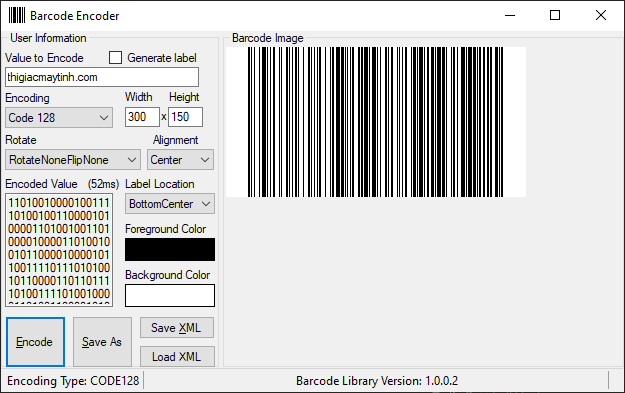 Barcode Encoder
User Information
Value to Encode
Generate label
thigiacmaytinh.com
Encoding
Width
Height
Code 128
300 x 150
Rotate
Alignment
RotateNoneFlipNone
Center
Encoded Value (52ms)
Label Location
11010010000100111
10100100110000101
00001101001001101
00001000011010010
01011000010000101
10011110111010100
10110000110110111
10100111101001000
BottomCenter
Foreground Color
Background Color
Encode
Save As
Save XML
Load XML
Barcode Image
Encoding Type: CODE128
Barcode Library Version: 1.0.0.2